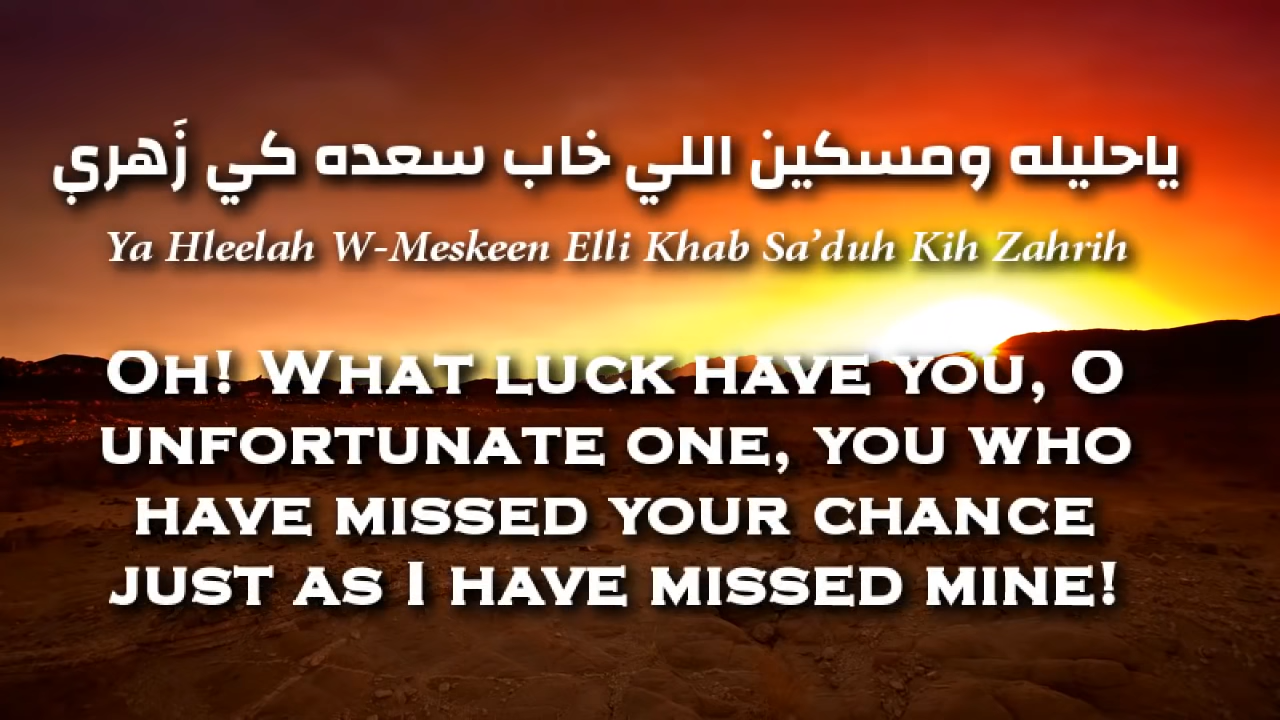 ياحليله ومسكين اللي خاب سعده كي زَهري
Ya Hleelah W-Meskeen Elli Khab Sa’duh Kih Zahrih
Oh! What luck have you, O
unfortunate one, you who
have missed your chance
just as I have missed mine!